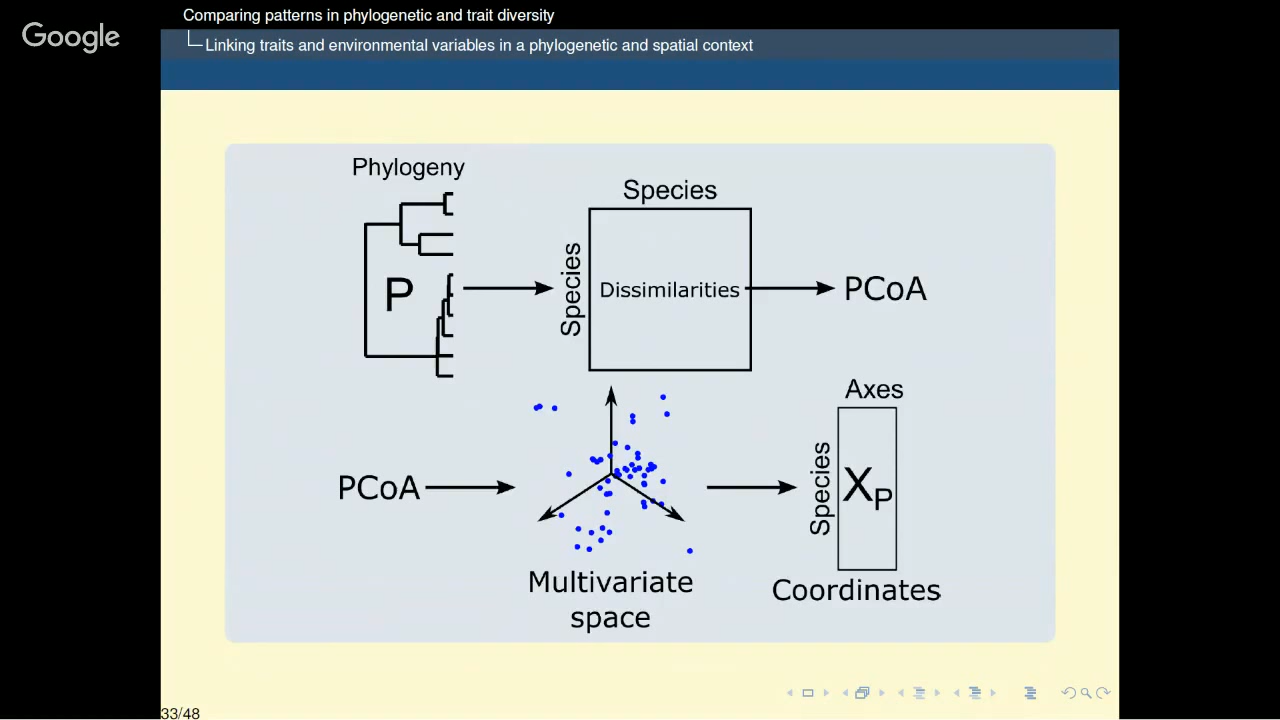 Comparing patterns in phylogenetic and trait diversity
Google
Linking traits and environmental variables in a phylogenetic and spatial context
Phylogeny
Species
P
Species
Dissimilarities
PCoA
Axes
PCoA
Species
XP
Multivariate
space
Coordinates
33/48